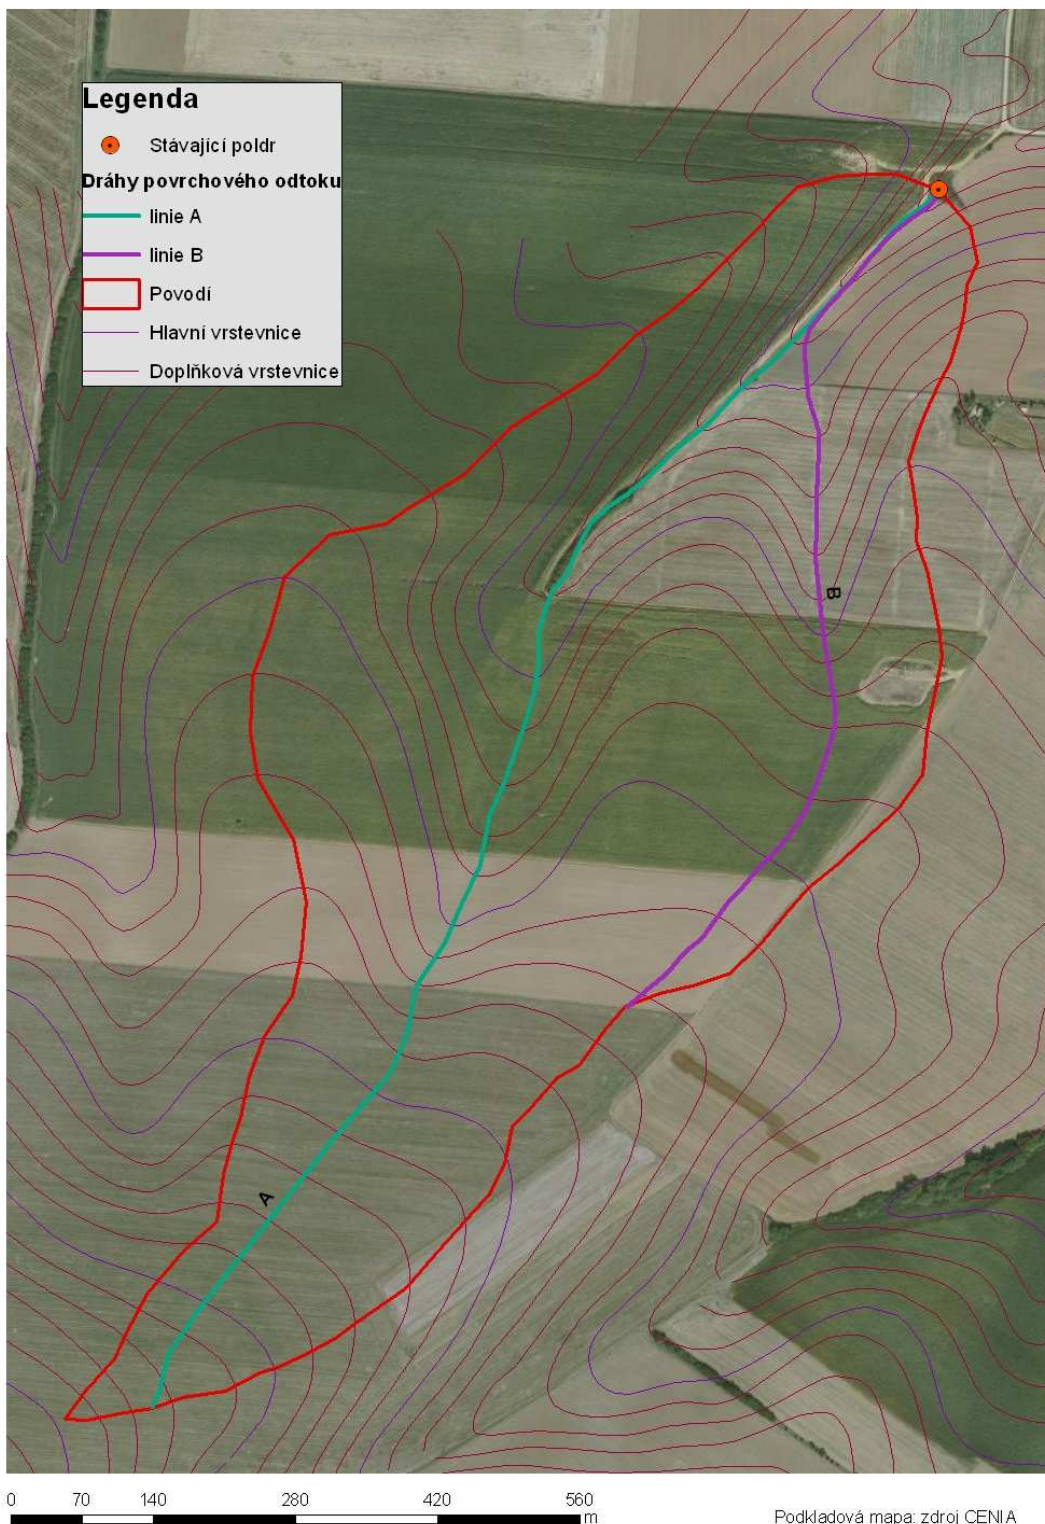 Legenda
Stávající poldr
Dráhy povrchového odtoku
linie A
linie B
Povodí
Hlavní vrstevnice
Doplňková vrstevnice
B
A
0 70 140 280 420 560
m
Podkladová mapa: zdroj CENIA